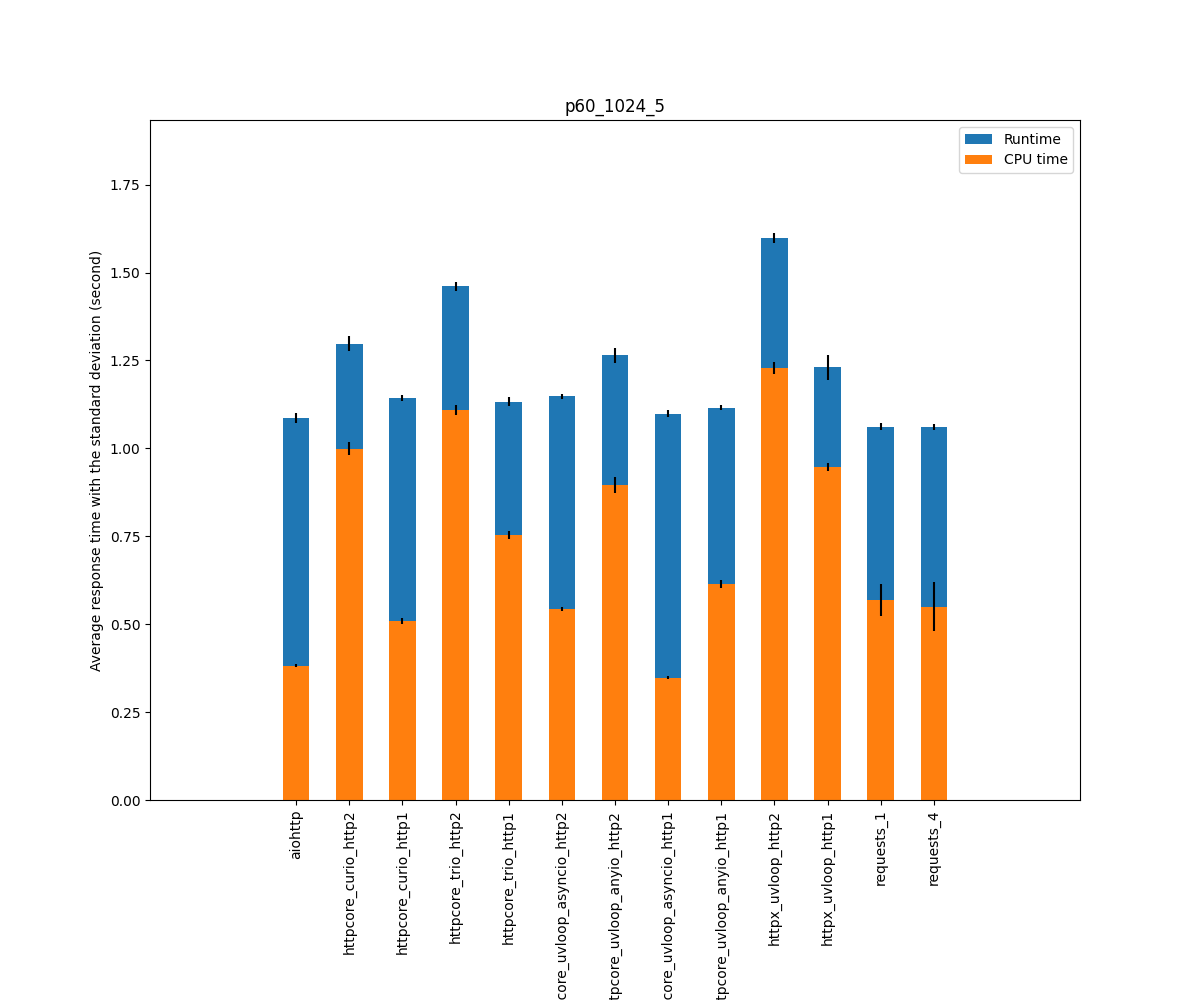 p60_1024_5
Runtime
CPU time
Average response time with the standard deviation (second)
1.75
1.50
1.25
1.00
0.75
0.50
0.25
0.00
aiohttp
httpcore_curio_http2
httpcore_curio_http1
httpcore_trio_http2
httpcore_trio_http1
core_uvloop_asyncio_http2
tpcore_uvloop_anyio_http2
core_uvloop_asyncio_http1
tpcore_uvloop_anyio_http1
httpx_uvloop_http2
httpx_uvloop_http1
requests_1
requests_4